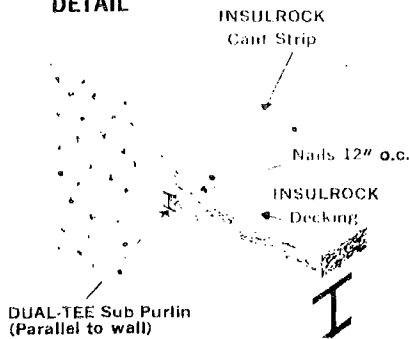 DETAIL
INSULROCK
Cant Strip
Nails 12" o.c.
INSULROCK
Decking
DUAL-TEE Sub Purlin
(Parallel to wall)